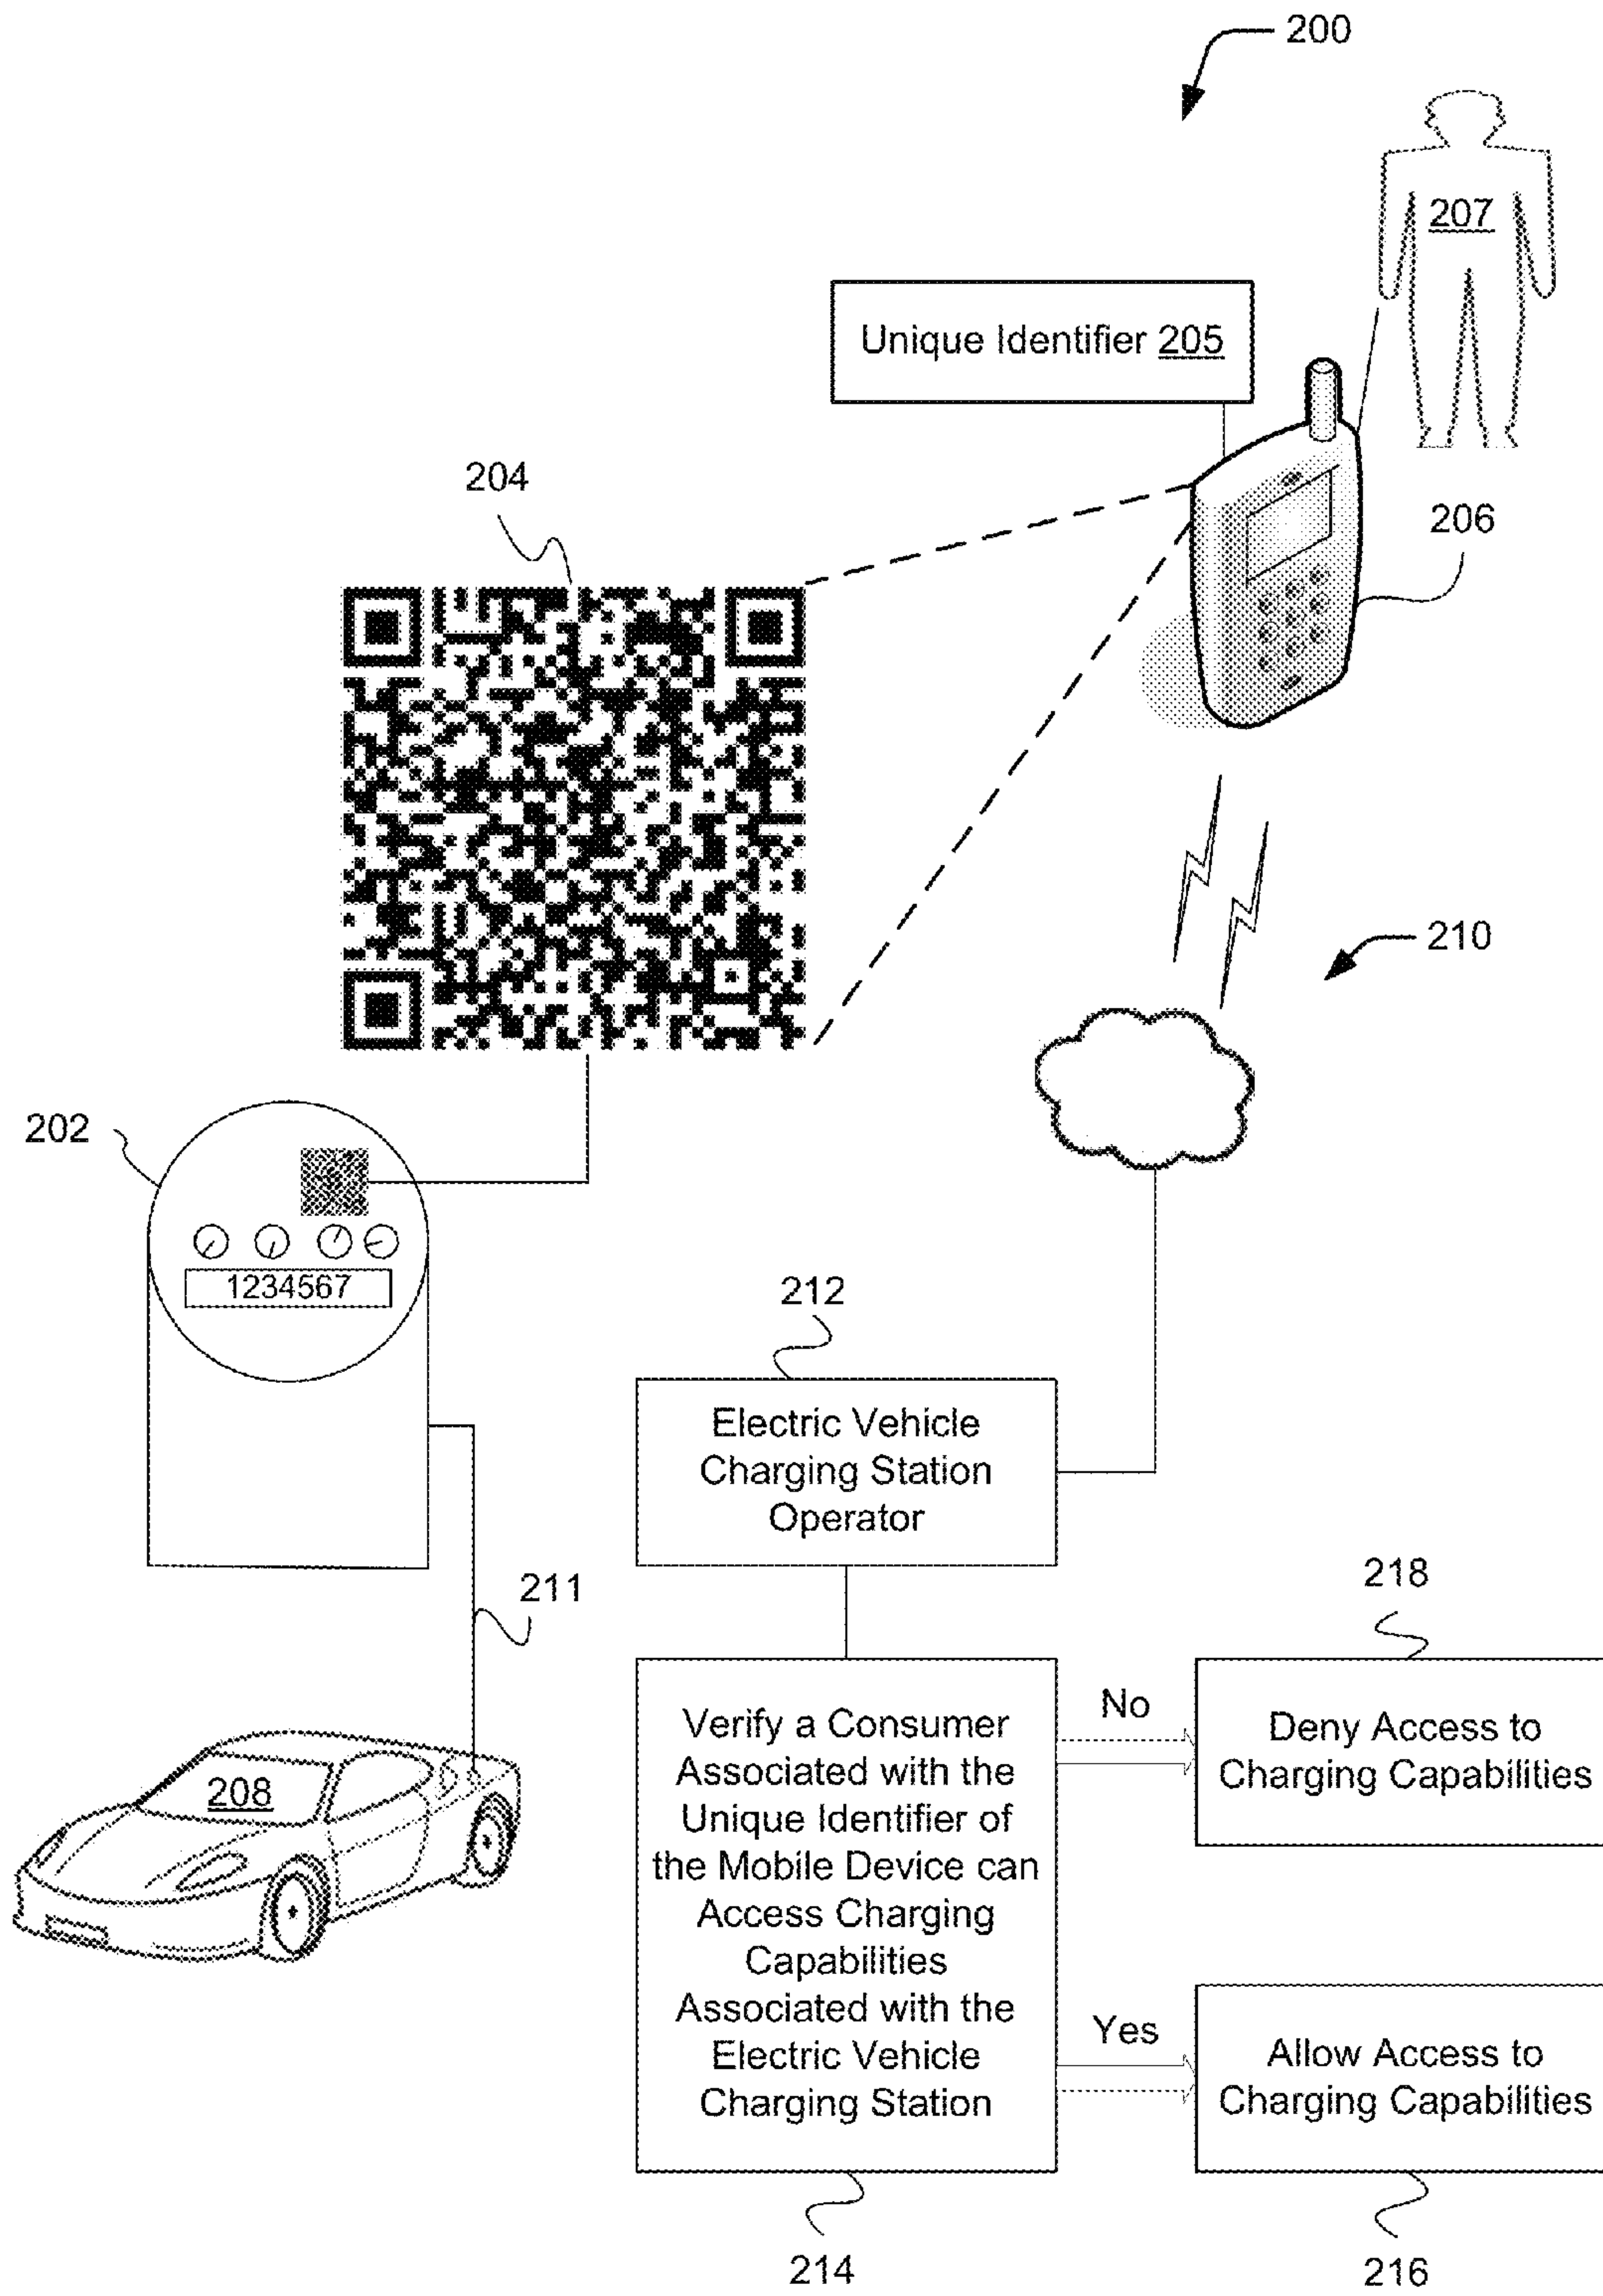 200
207
Unique Identifier 205
204
206
210
202
1234567
212
Electric Vehicle
Charging Station
Operator
211
218
208
Verify a Consumer
Associated with the
Unique Identifier of
the Mobile Device can
Access Charging
Capabilities
Associated with the
Electric Vehicle
Charging Station
No
Deny Access to
Charging Capabilities
Yes
Allow Access to
Charging Capabilities
214
216